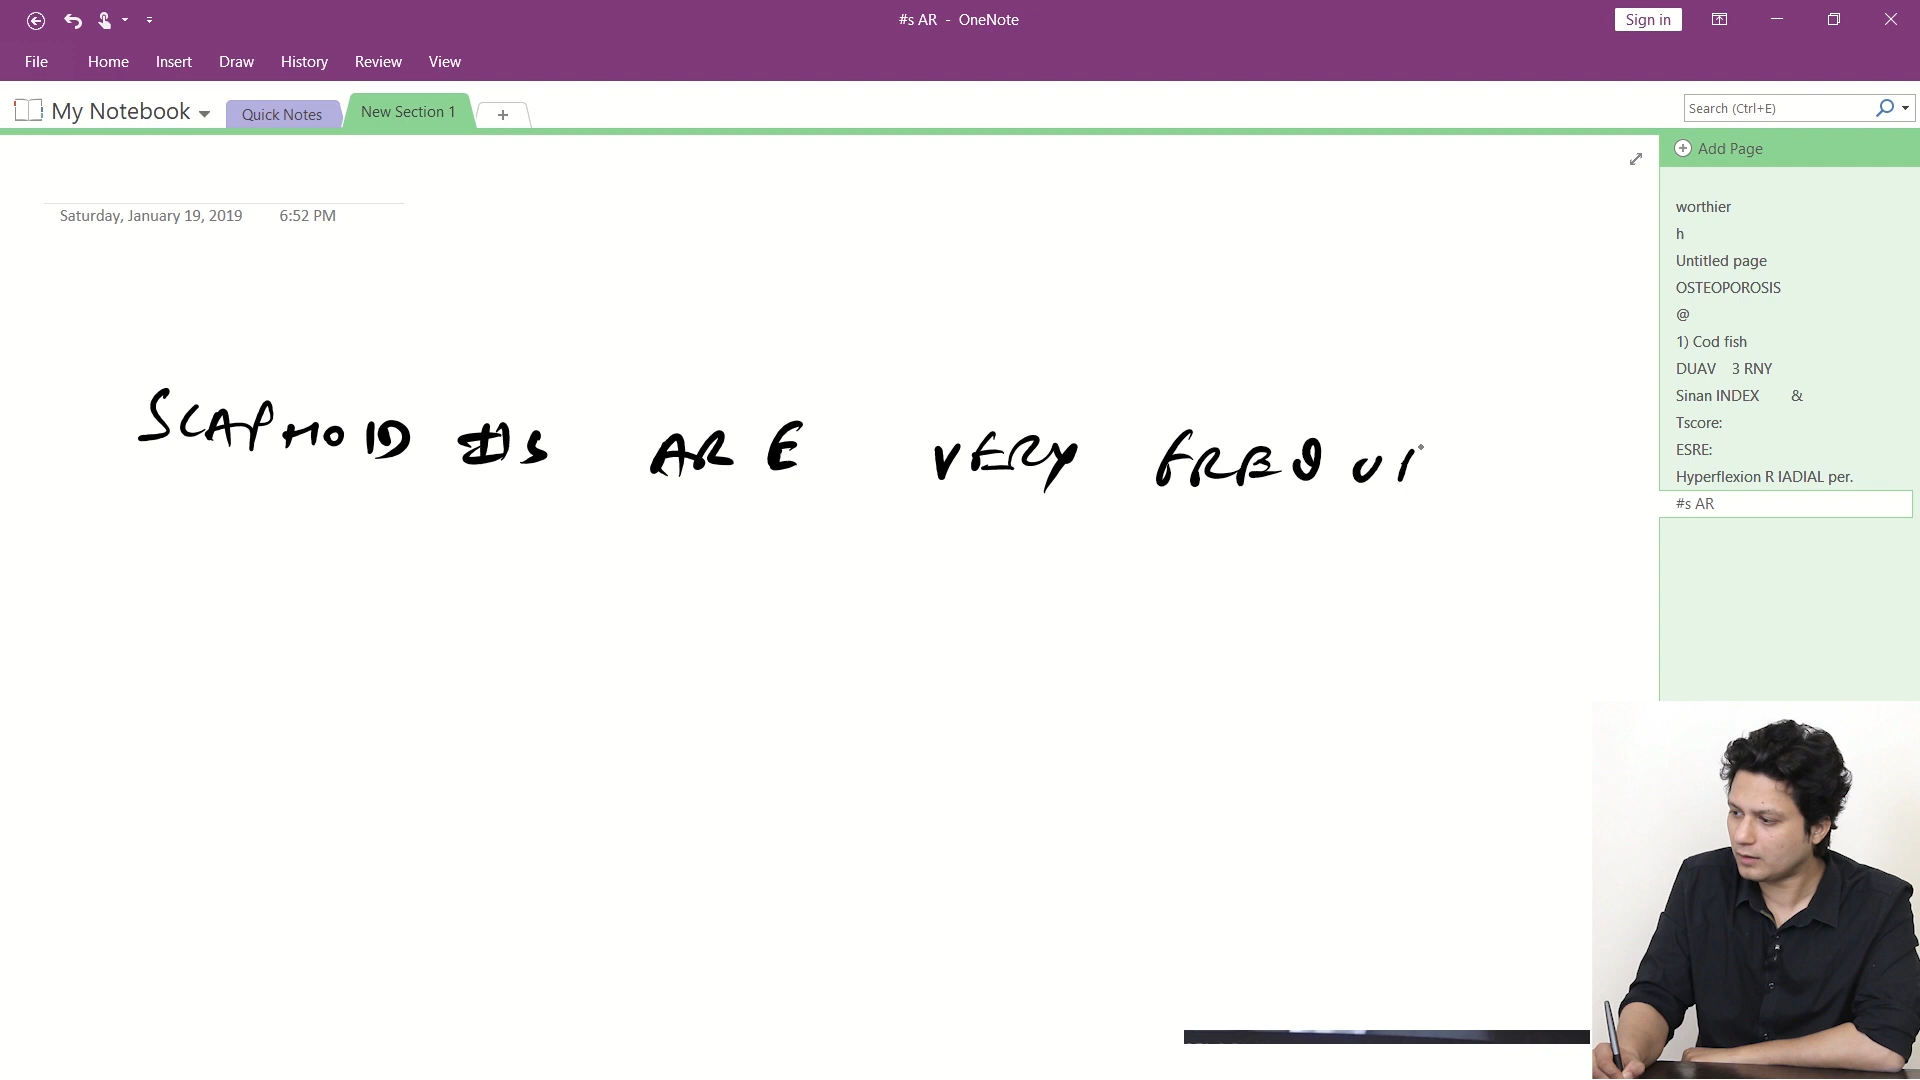 #s AR - OneNote
Sign in
File Home Insert Draw History Review View
My Notebook
Quick Notes
New Section 1
Search (Ctrl+E)
Add Page
Saturday, January 19, 2019 6:52 PM
worthier
h
Untitled page
OSTEOPOROSIS
@
1) Cod fish
DUAV 3 RNY
Sinan INDEX &
Tscore:
ESRE:
Hyperflexion R IADIAL per.
#s AR
SCAPHOID #s ARE VERY FREQU